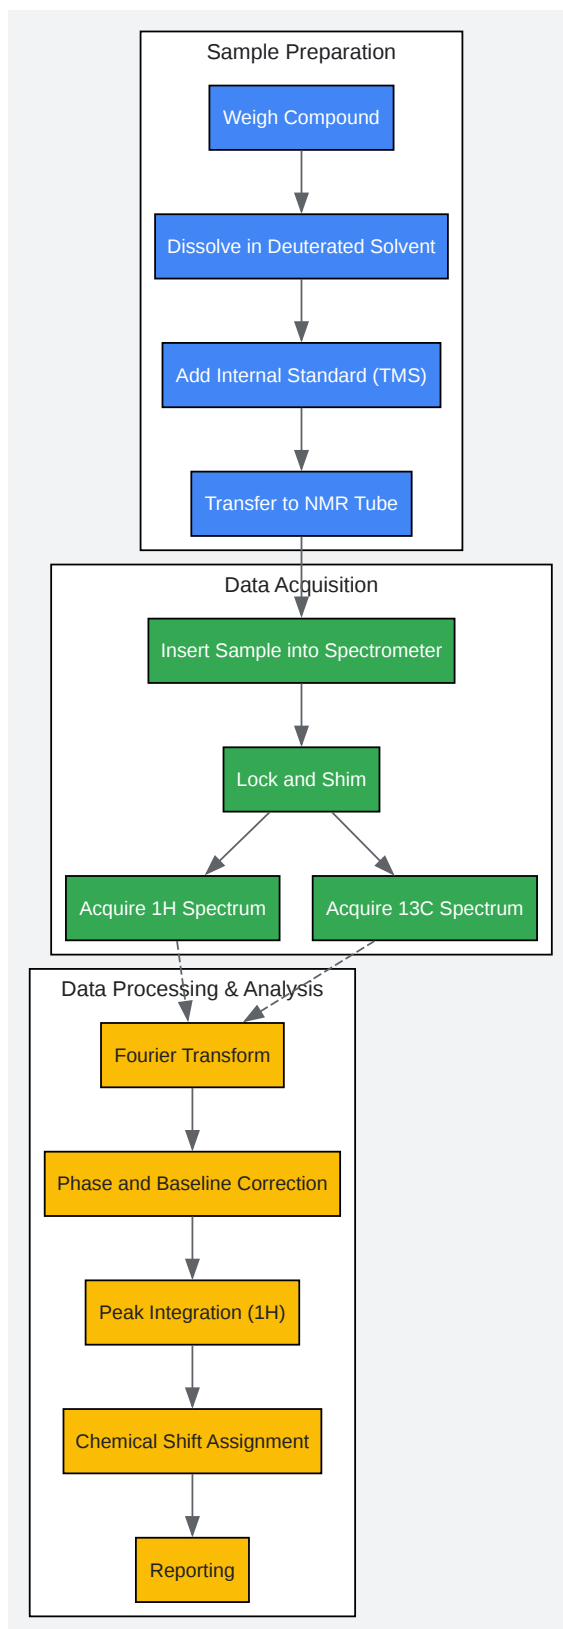 Sample Preparation
Weigh Compound
Dissolve in Deuterated Solvent
Add Internal Standard (TMS)
Transfer to NMR Tube
Data Acquisition
Insert Sample into Spectrometer
Lock and Shim
Acquire 1H Spectrum
Acquire 13C Spectrum
Data Processing & Analysis
Fourier Transform
Phase and Baseline Correction
Peak Integration (1H)
Chemical Shift Assignment
Reporting